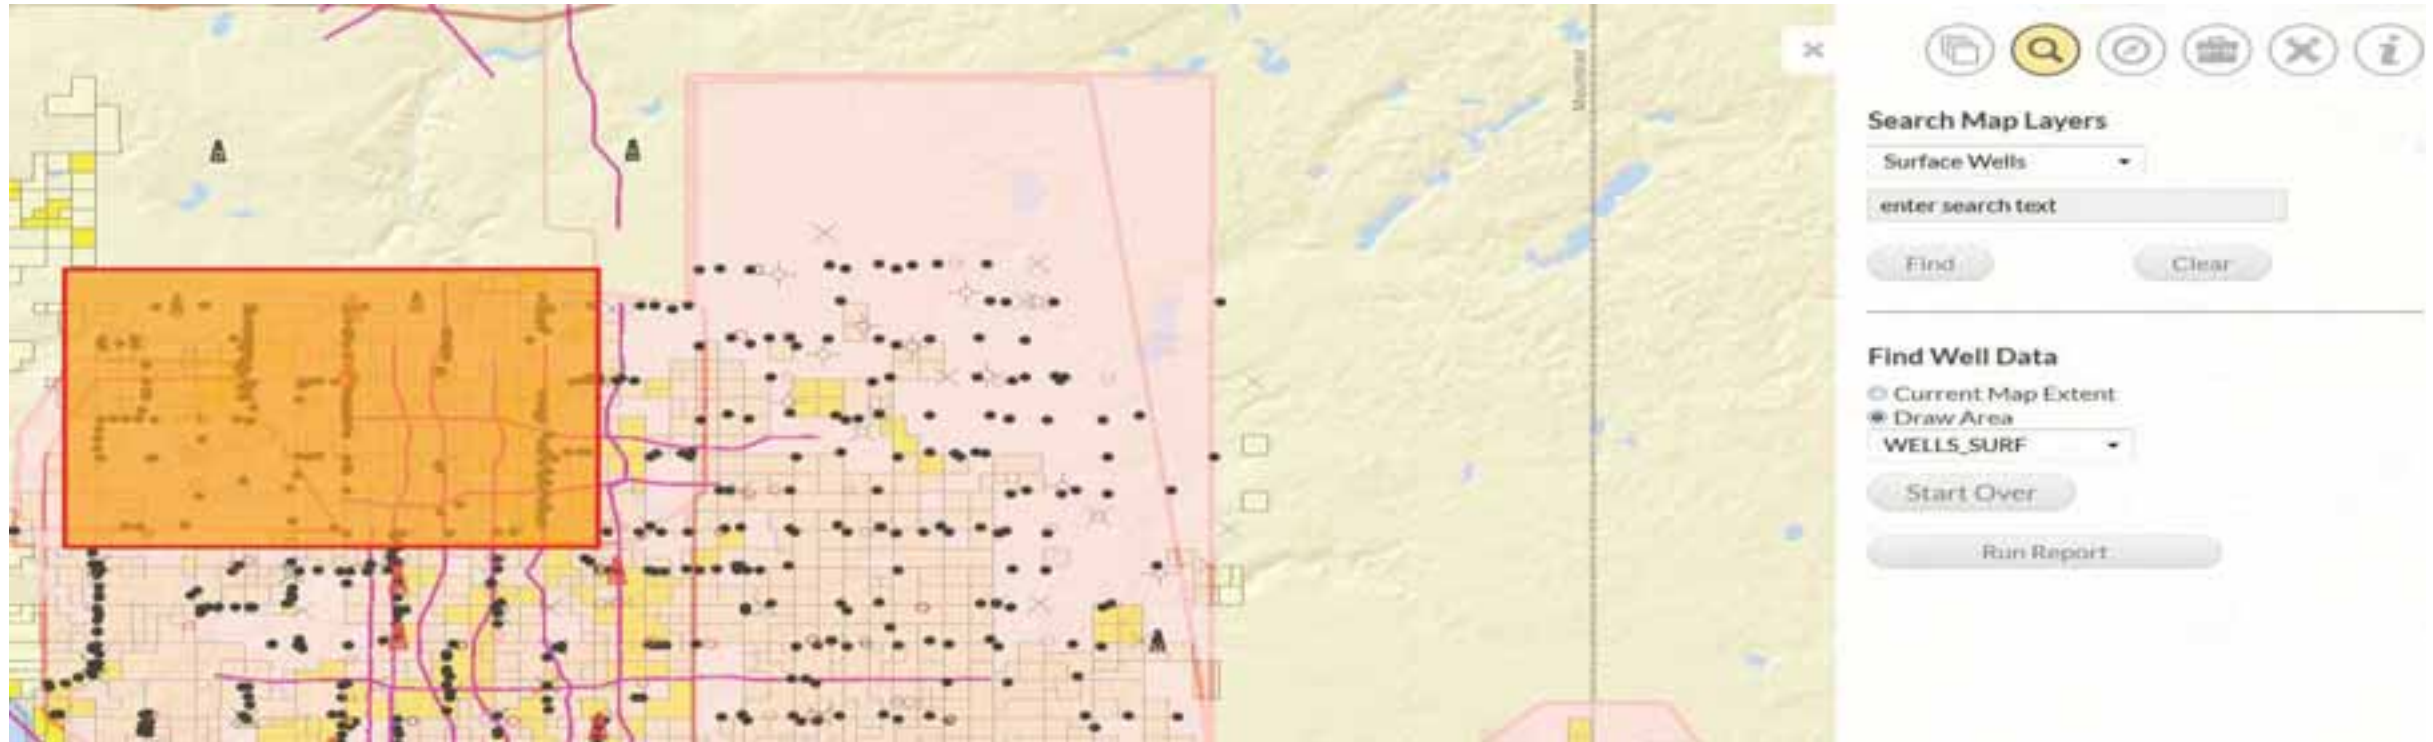 Search Map Layers
Surface Wells
enter search text
Find Clear
Find Well Data
Current Map Extent
Draw Area
WELLS_SURF
Start Over
Run Report